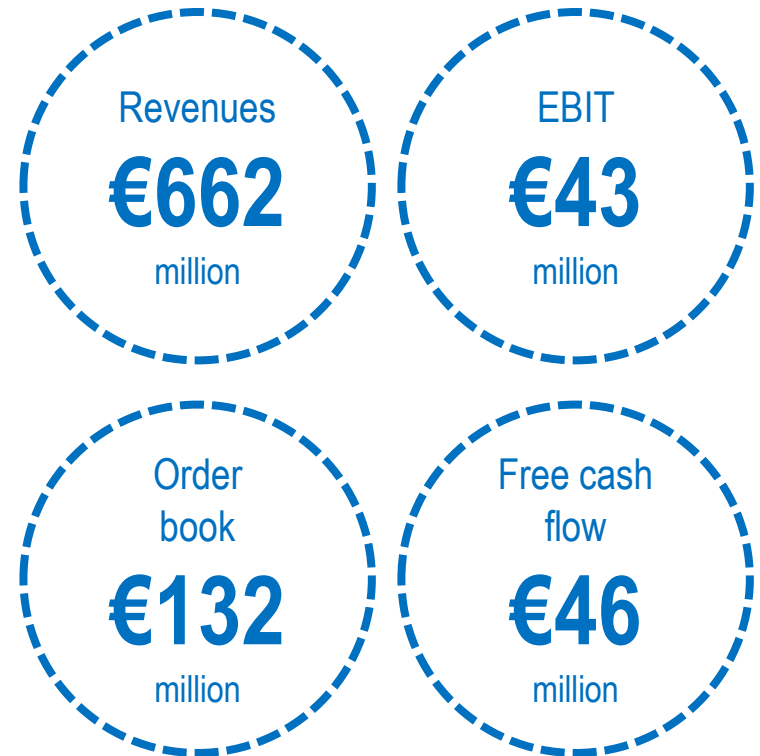 Revenues
€662
million
EBIT
€43
million
Order
book
€132
million
Free cash
flow
€46
million